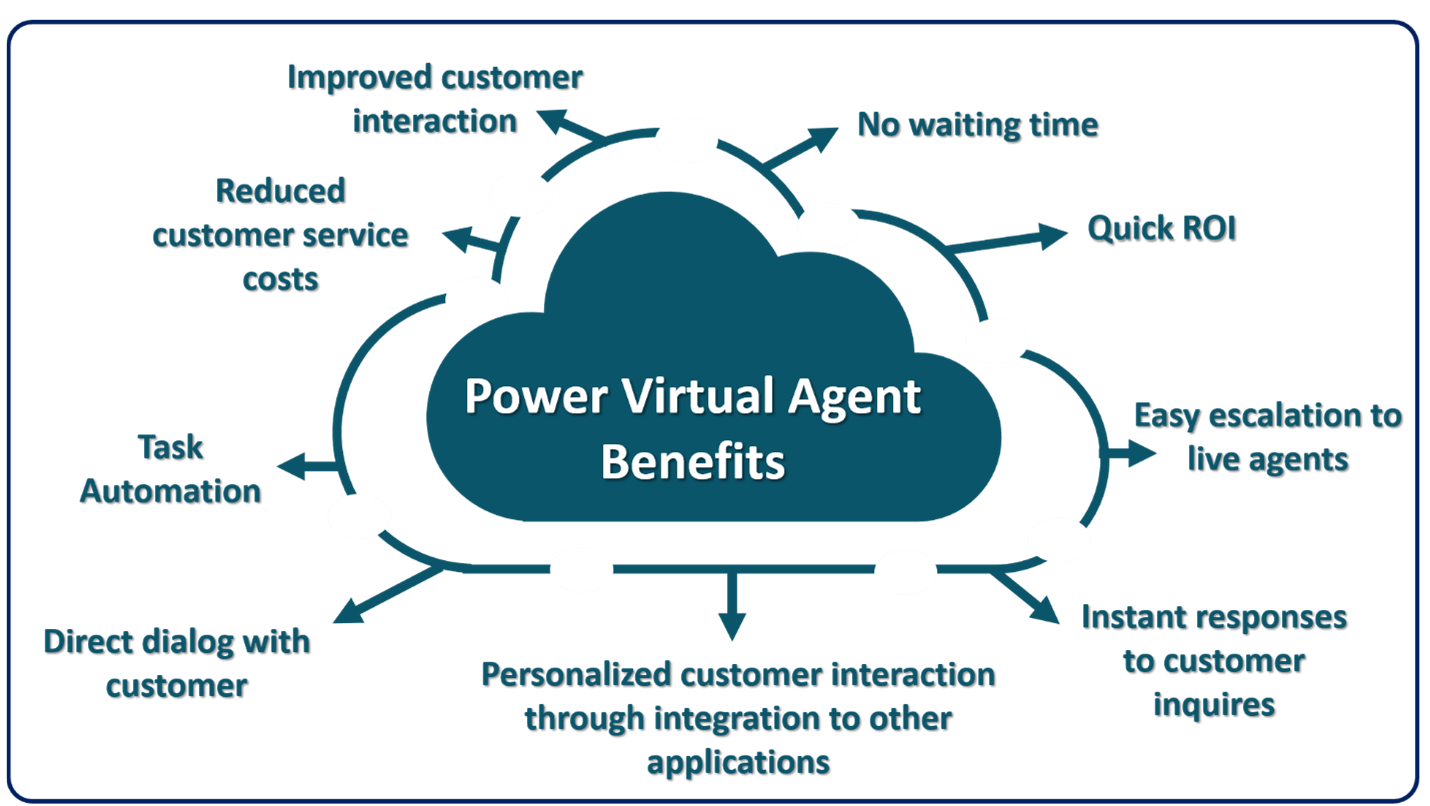 Improved customer
interaction
No waiting time
Reduced
customer service
costs
Quick ROI
Power Virtual Agent
Benefits
Easy escalation to
live agents
Task
Automation
Direct dialog with
customer
Personalized customer interaction
through integration to other
applications
Instant responses
to customer
inquires